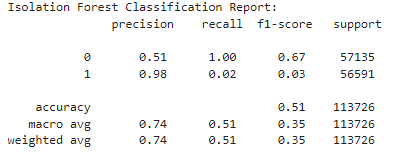 Isolation Forest Classification Report:
precision recall f1-score support
0 0.51 1.00 0.67 57135
1 0.98 0.02 0.03 56591
accuracy 0.51 113726
macro avg 0.74 0.51 0.35 113726
weighted avg 0.74 0.51 0.35 113726